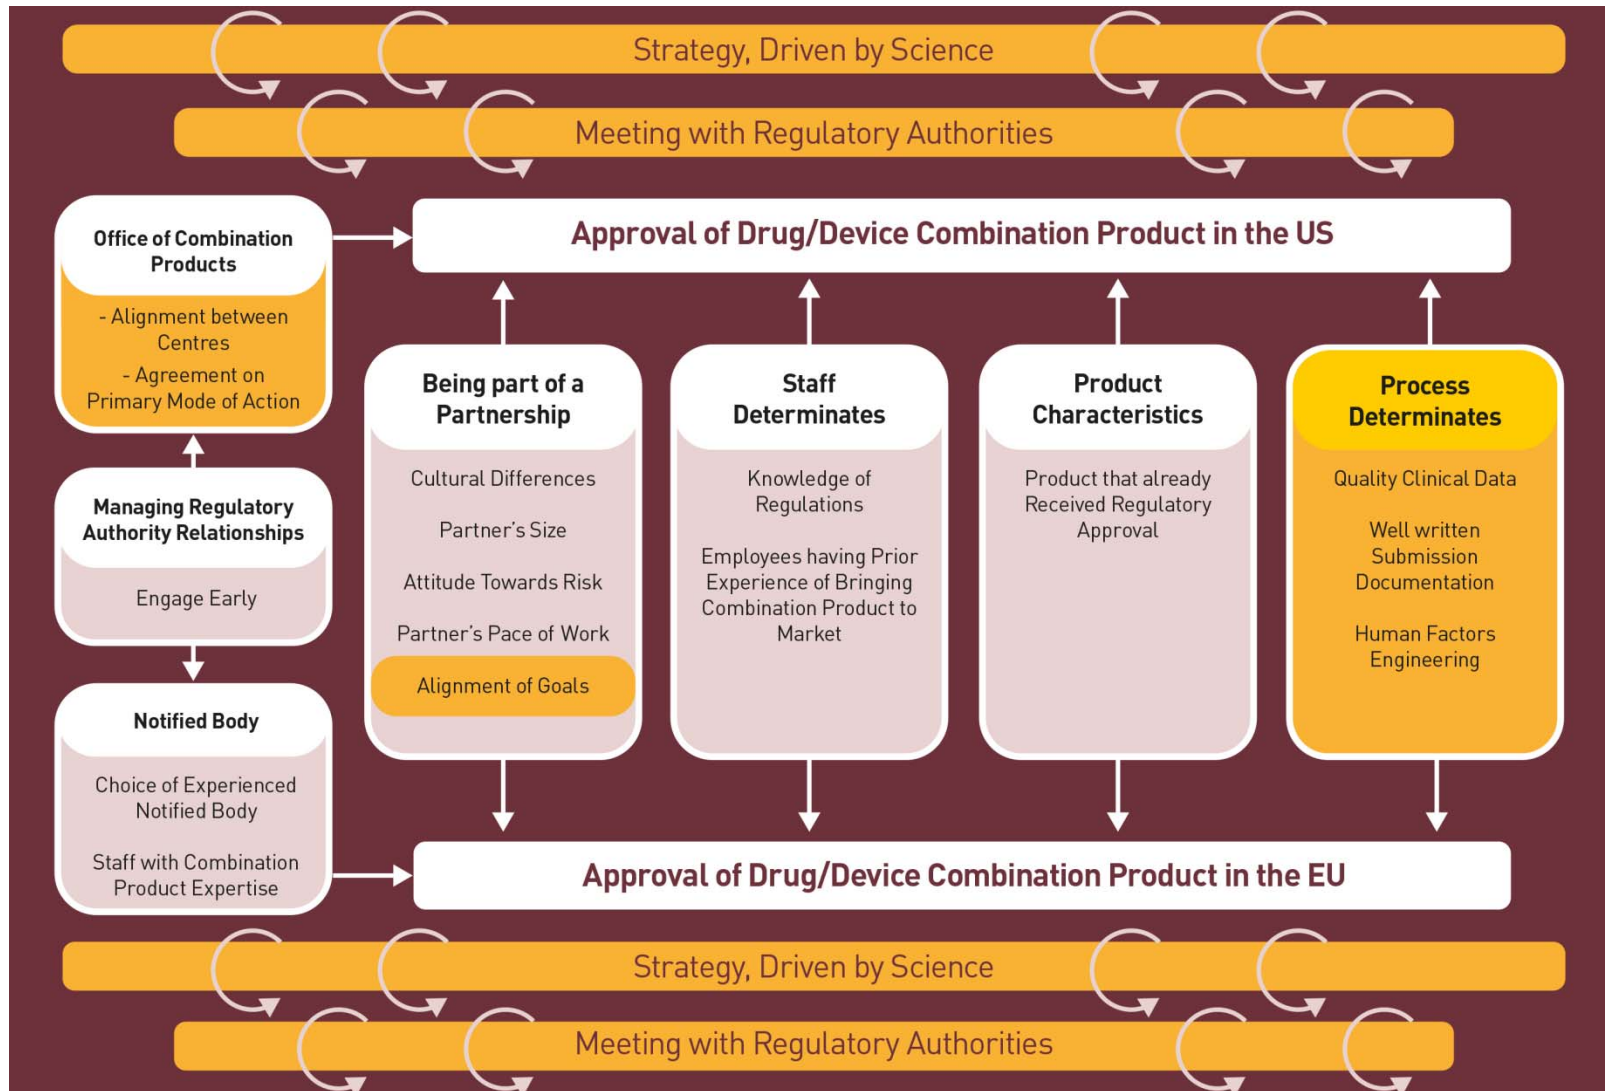 Strategy, Driven by Science
Meeting with Regulatory Authorities
Office of Combination
Products
- Alignment between
Centres
- Agreement on
Primary Mode of Action
Approval of Drug/Device Combination Product in the US
Managing Regulatory
Authority Relationships
Engage Early
Notified Body
Choice of Experienced
Notified Body
Staff with Combination
Product Expertise
Being part of a
Partnership
Cultural Differences
Partner's Size
Attitude Towards Risk
Partner's Pace of Work
Alignment of Goals
Staff
Determinates
Knowledge of
Regulations
Employees having Prior
Experience of Bringing
Combination Product to
Market
Product
Characteristics
Product that already
Received Regulatory
Approval
Process
Determinates
Quality Clinical Data
Well written
Submission
Documentation
Human Factors
Engineering
Approval of Drug/Device Combination Product in the EU
Strategy, Driven by Science
Meeting with Regulatory Authorities